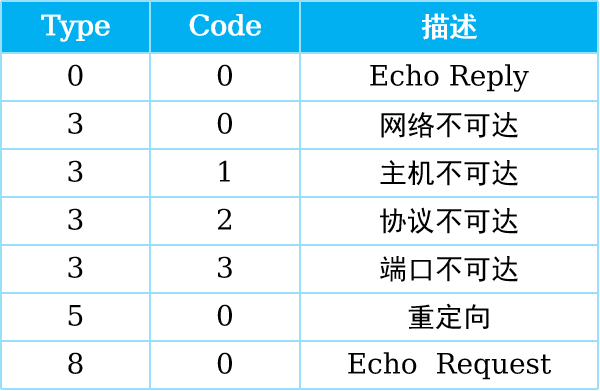 Type Code 描述
0 0 Echo Reply
3 0 网络不可达
3 1 主机不可达
3 2 协议不可达
3 3 端口不可达
5 0 重定向
8 0 Echo Request